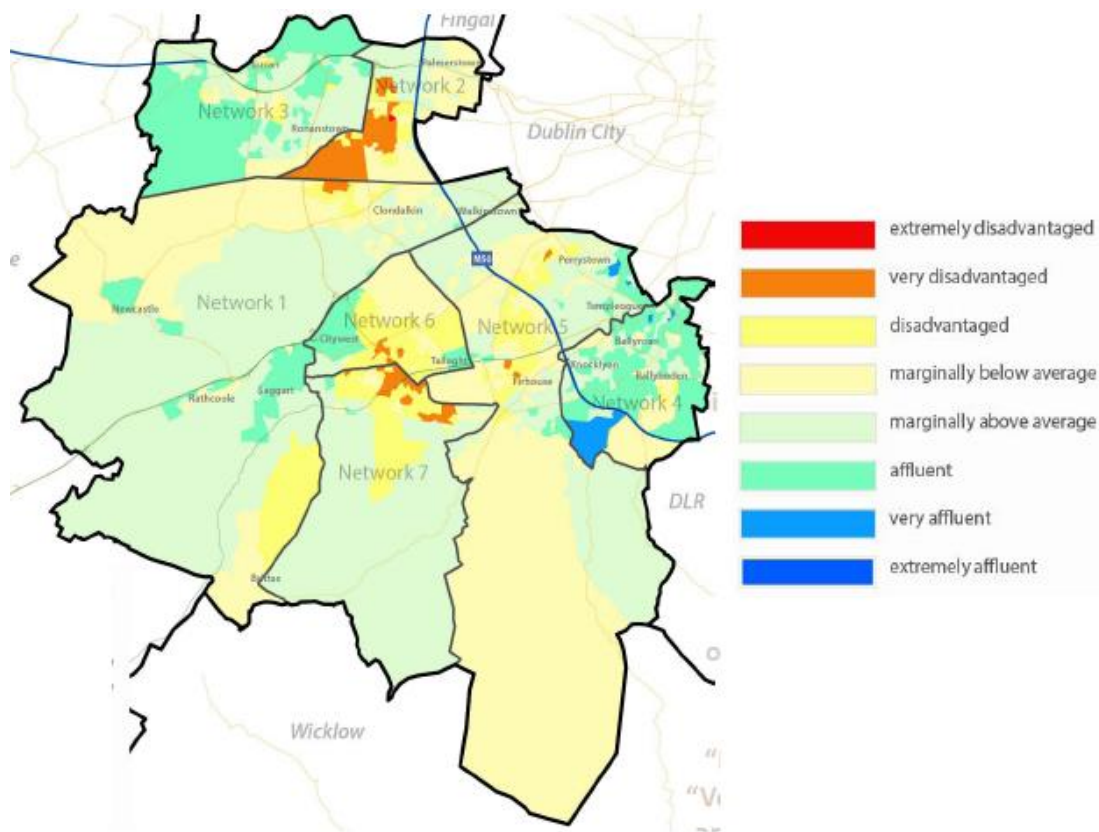 Fingal
Lucan
Palmerstown
Network 2
Network 3
Ronanstown
Dublin City
Clondalkin
Walkinstown
e
M50
Perrystown
Newcastle
Network 1
Templeogue
Network 6
Network 5
Citywest
Ballyroan
Tallaght
Knocklyon
Firhouse
Ballyboden
Saggart
Rathcoole
Network 4
Network 7
DLR
Brittas
Wicklow
extremely disadvantaged
very disadvantaged
disadvantaged
marginally below average
marginally above average
affluent
very affluent
extremely affluent